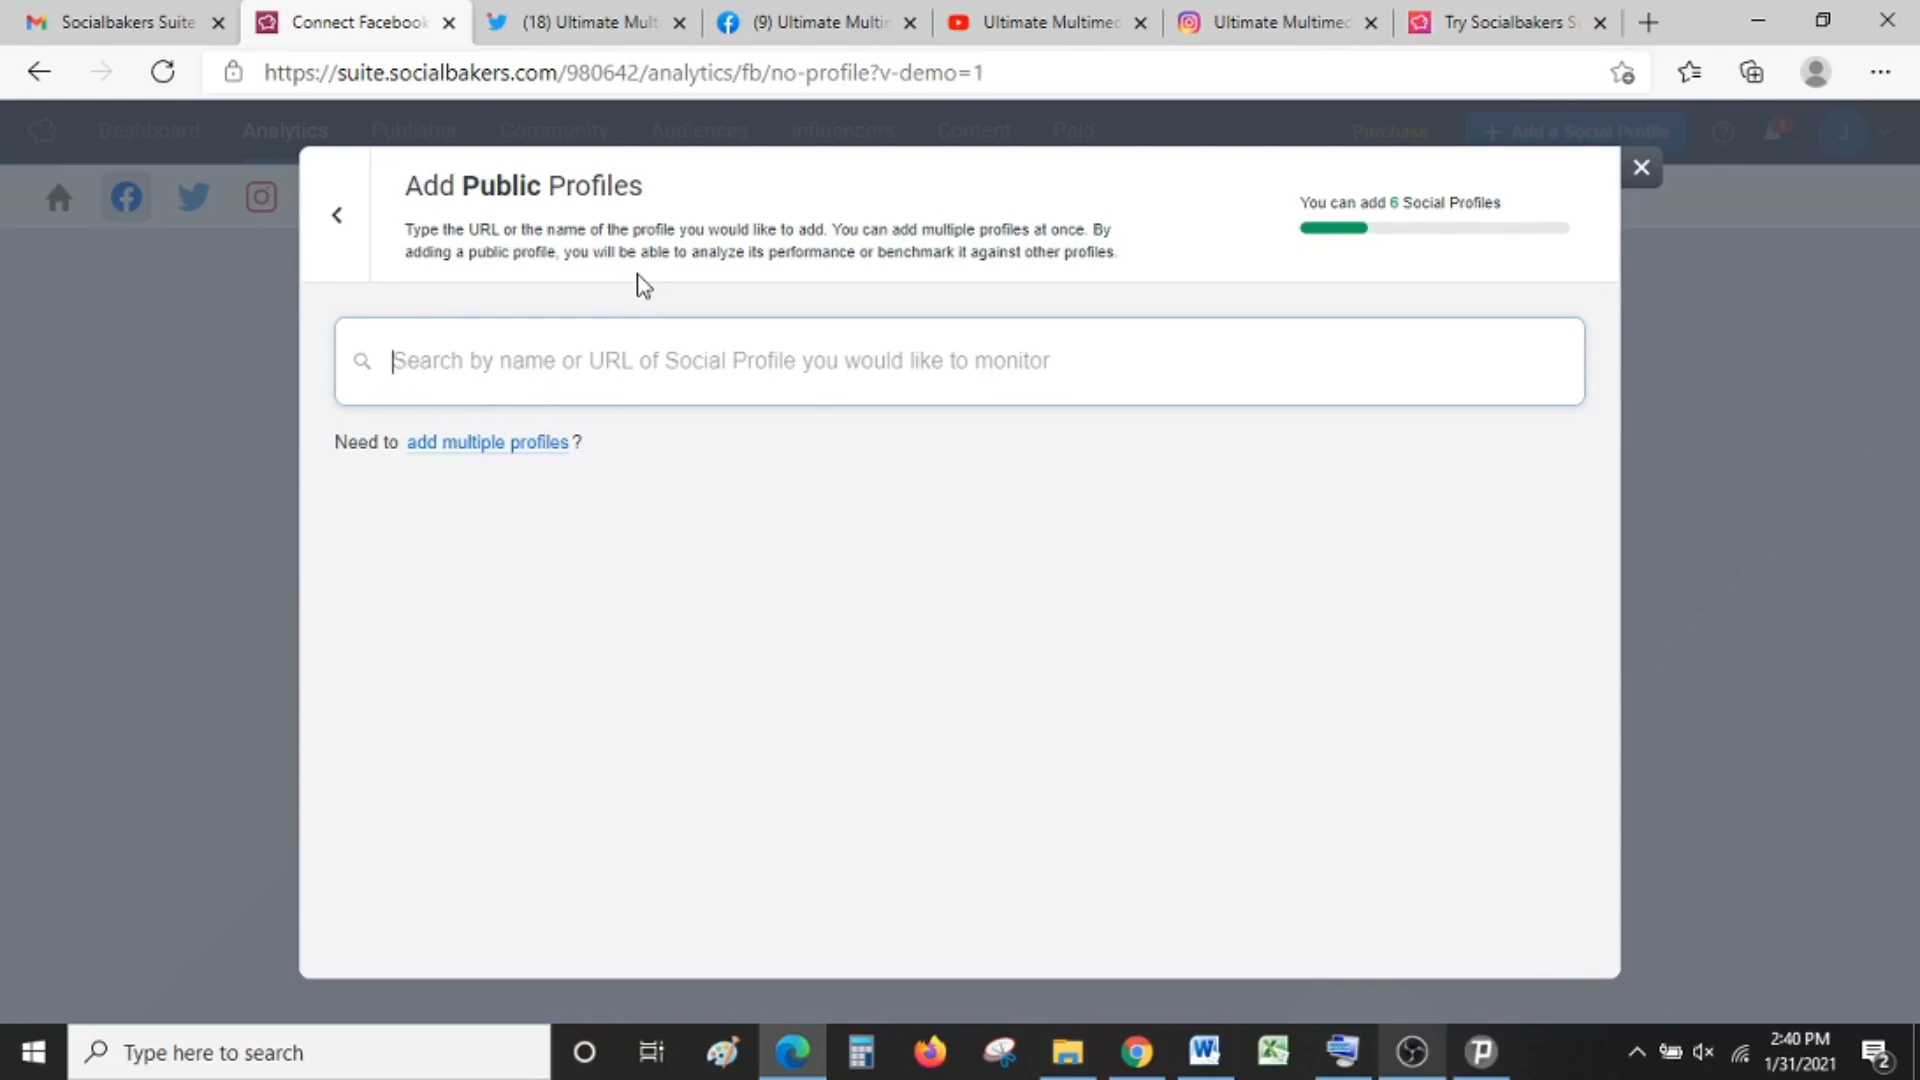 Socialbakers Suite
Connect Facebook
(18) Ultimate Mult
(9) Ultimate Multim
Ultimate Multimed
Ultimate Multimed
Try Socialbakers S
https://suite.socialbakers.com/980642/analytics/fb/no-profile?v-demo=1
Dashboard Analytics Publisher Community Audiences Influencers Content Paid Purchase + Add a Social Profile 1 J
Add Public Profiles
Type the URL or the name of the profile you would like to add. You can add multiple profiles at once. By
adding a public profile, you will be able to analyze its performance or benchmark it against other profiles.
You can add 6 Social Profiles
Search by name or URL of Social Profile you would like to monitor
Need to add multiple profiles ?
Type here to search
2:40 PM
1/31/2021
2